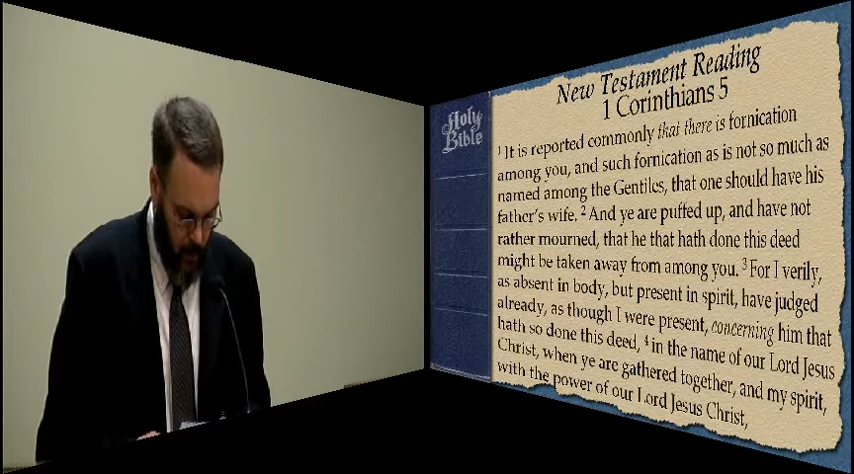 New Testament Reading
1 Corinthians 5
Holy
Bible
1 It is reported commonly that there is fornication
among you, and such fornication as is not so much as
named among the Gentiles, that one should have his
father's wife. 2 And ye are puffed up, and have not
rather mourned, that he that hath done this deed
might be taken away from among you. 3 For I verily,
as absent in body, but present in spirit, have judged
already, as though I were present, concerning him that
hath so done this deed, 4 in the name of our Lord Jesus
Christ, when ye are gathered together, and my spirit,
with the power of our Lord Jesus Christ,